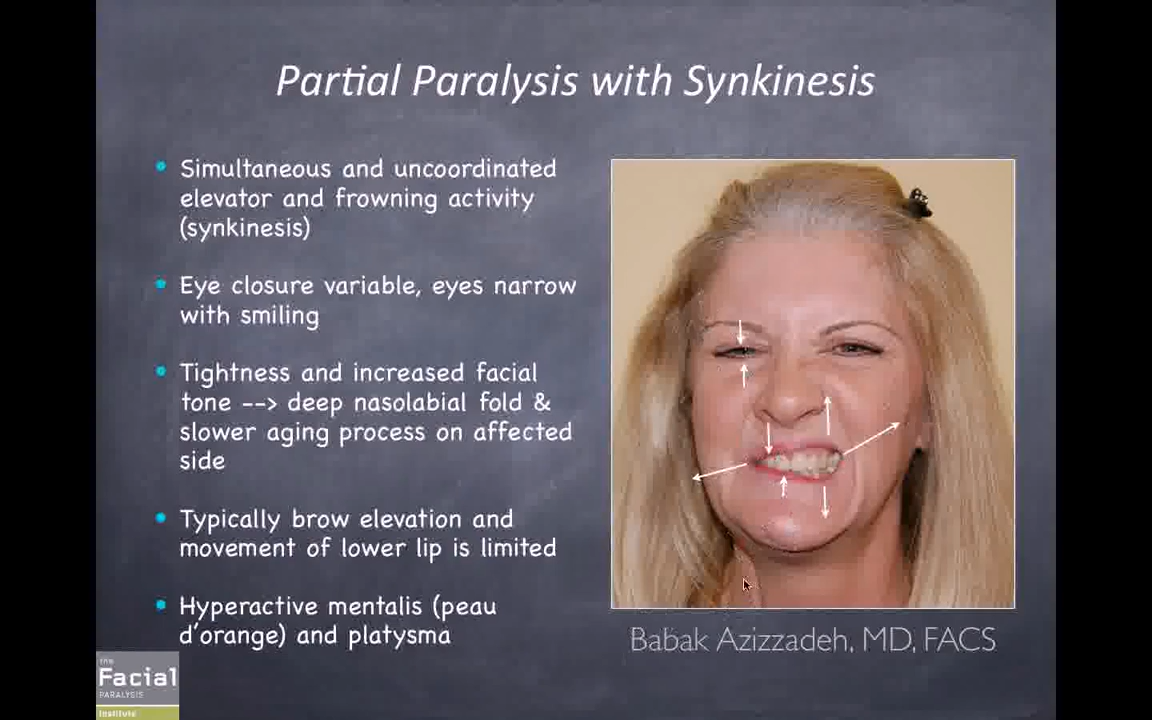 Partial Paralysis with Synkinesis
Simultaneous and uncoordinated
elevator and frowning activity
(synkinesis)
Eye closure variable, eyes narrow
with smiling
Tightness and increased facial
tone --> deep nasolabial fold &
slower aging process on affected
side
Typically brow elevation and
movement of lower lip is limited
Hyperactive mentalis (peau
d'orange) and platysma
Babak Azizzadeh, MD, FACS
the
Facial
PARALYSIS
Institute